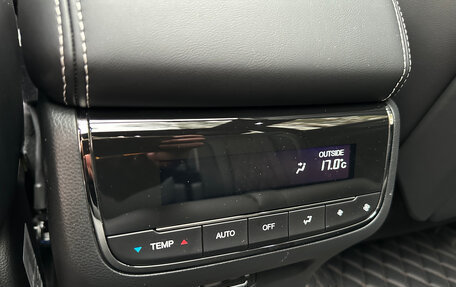 OUTSIDE
17.0°C
TEMP AUTO OFF